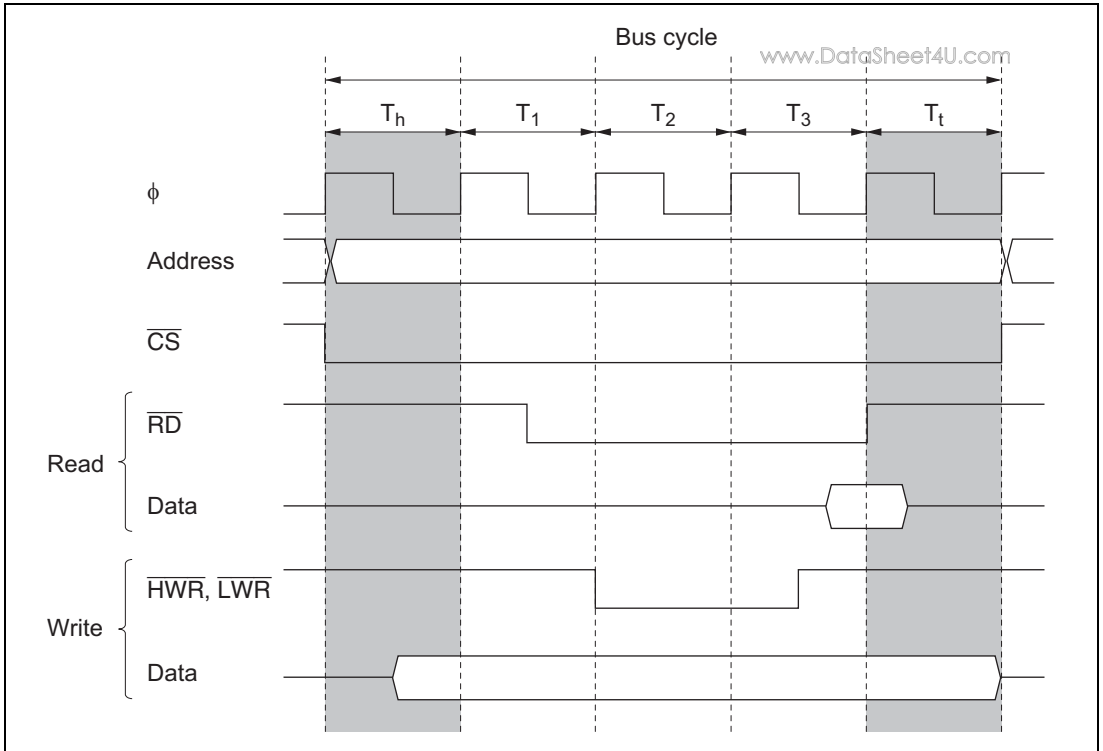 Bus cycle
www.DataSheet4U.com
Th T1 T2 T3 Tt
ϕ
Address
CS
Read
RD
Data
Write
HWR, LWR
Data